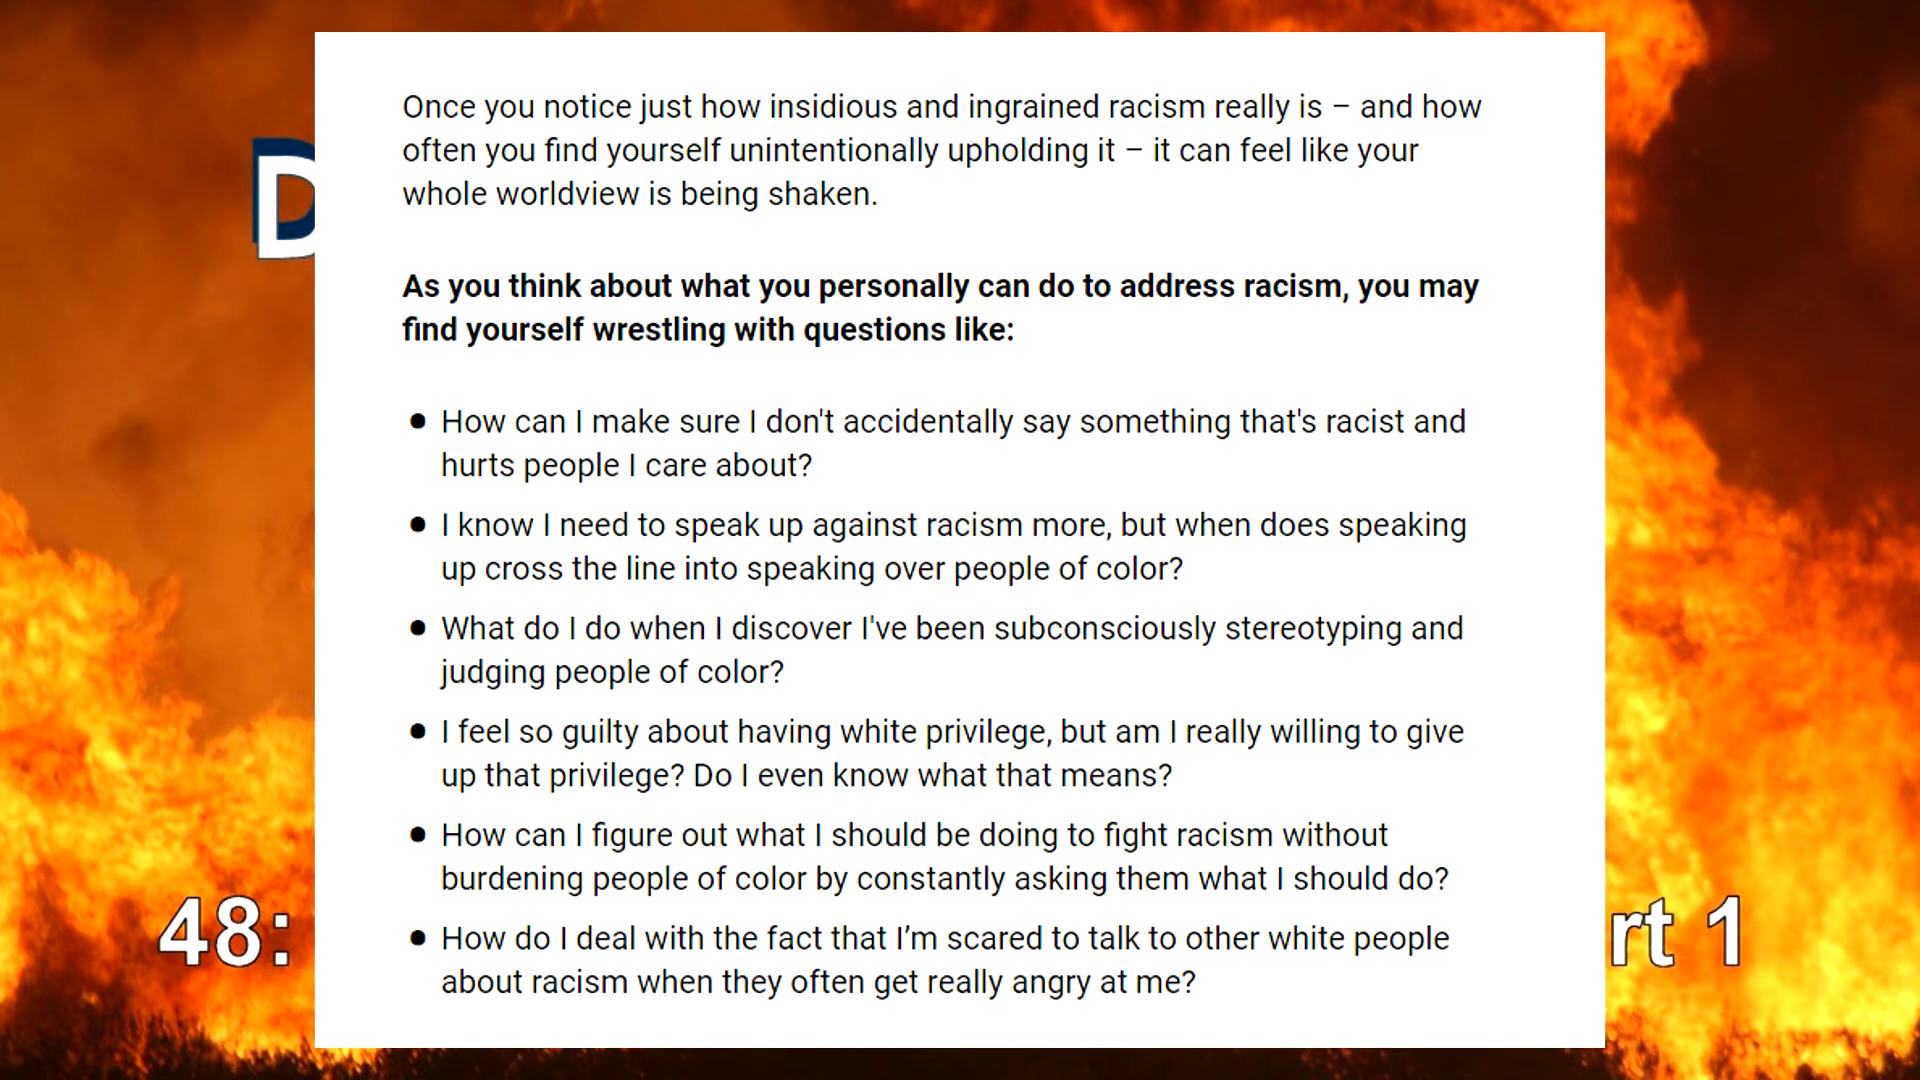 Once you notice just how insidious and ingrained racism really is – and how
often you find yourself unintentionally upholding it – it can feel like your
whole worldview is being shaken.
As you think about what you personally can do to address racism, you may
find yourself wrestling with questions like:
● How can I make sure I don't accidentally say something that's racist and
hurts people I care about?
● I know I need to speak up against racism more, but when does speaking
up cross the line into speaking over people of color?
● What do I do when I discover I've been subconsciously stereotyping and
judging people of color?
● I feel so guilty about having white privilege, but am I really willing to give
up that privilege? Do I even know what that means?
● How can I figure out what I should be doing to fight racism without
burdening people of color by constantly asking them what I should do?
● How do I deal with the fact that I’m scared to talk to other white people
about racism when they often get really angry at me?
D
48:
rt 1